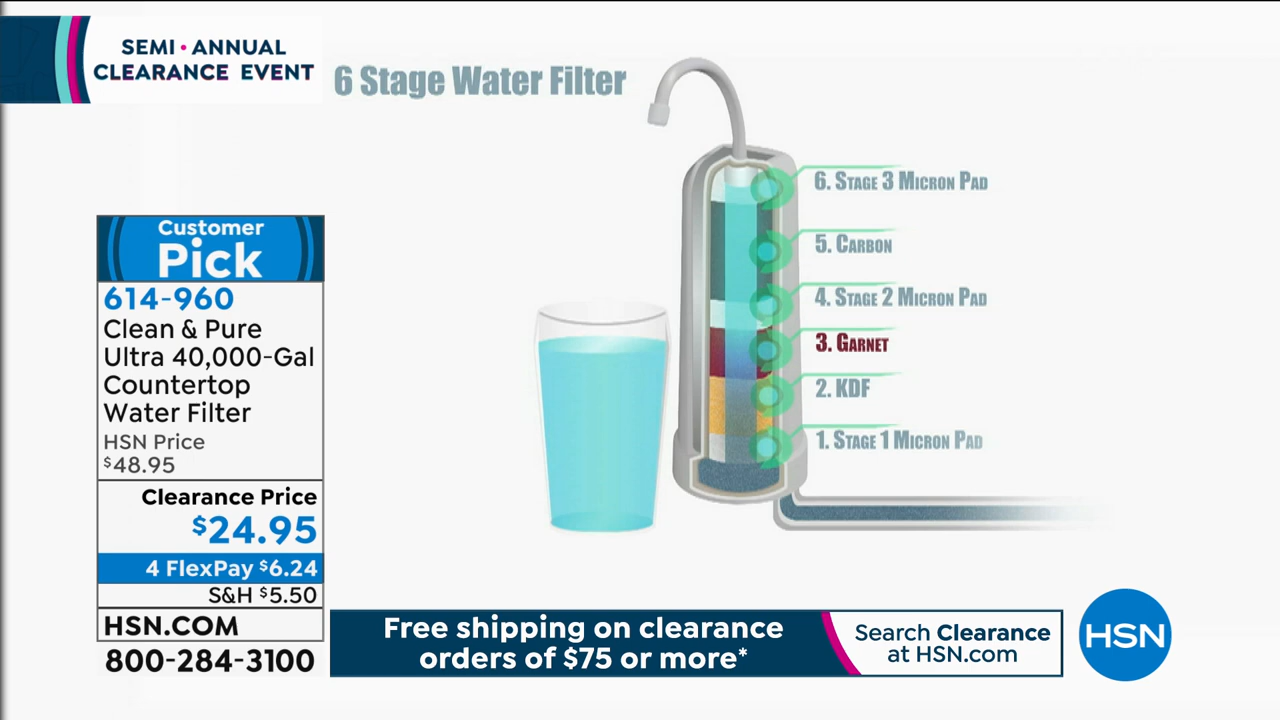 SEMI • ANNUAL
CLEARANCE EVENT
6 Stage Water Filter
6. Stage 3 Micron Pad
5. Carbon
4. Stage 2 Micron Pad
3. Garnet
2. KDF
1. Stage 1 Micron Pad
Customer
Pick
614-960
Clean & Pure
Ultra 40,000-Gal
Countertop
Water Filter
HSN Price
$48.95
Clearance Price
$24.95
4 FlexPay $6.24
S&H $5.50
HSN.COM
800-284-3100
Free shipping on clearance
orders of $75 or more*
Search Clearance
at HSN.com
HSN